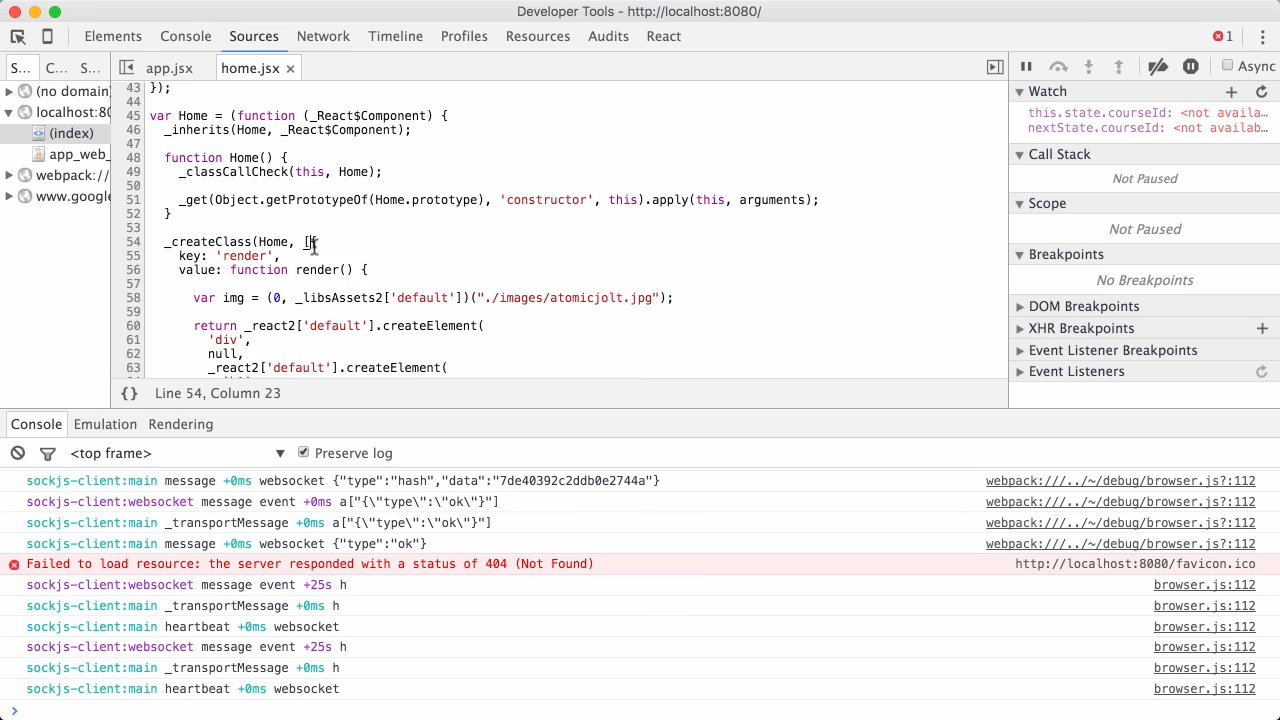 Developer Tools - http://localhost:8080/
Elements Console Sources Network Timeline Profiles Resources Audits React 1
S... C... S... app.jsx home.jsx × Async
(no domain)
localhost:80
(index)
app_web_
webpack://
www.google
43 });
44
45 var Home = (function (_React$Component) {
46 _inherits(Home, _React$Component);
47
48 function Home() {
49 _classCallCheck(this, Home);
50
51 _get(Object.getPrototypeOf(Home.prototype), 'constructor', this).apply(this, arguments);
52 }
53
54 _createClass(Home, [{
55 key: 'render',
56 value: function render() {
57
58 var img = (0, _libsAssets2['default'])("./images/atomicjolt.jpg");
59
60 return _react2['default'].createElement(
61 'div',
62 null,
63 _react2['default'].createElement(
{} Line 54, Column 23
Watch
this.state.courseId: <not availa…
nextState.courseId: <not availab…
Call Stack
Not Paused
Scope
Not Paused
Breakpoints
No Breakpoints
DOM Breakpoints
XHR Breakpoints
Event Listener Breakpoints
Event Listeners
Console Emulation Rendering
<top frame> Preserve log
sockjs-client:main message +0ms websocket {"type":"hash","data":"7de40392c2ddb0e2744a"} webpack:///../~/debug/browser.js?:112
sockjs-client:websocket message event +0ms a["{\"type\":\"ok\"}"] webpack:///../~/debug/browser.js?:112
sockjs-client:main _transportMessage +0ms a["{\"type\":\"ok\"}"] webpack:///../~/debug/browser.js?:112
sockjs-client:main message +0ms websocket {"type":"ok"} webpack:///../~/debug/browser.js?:112
Failed to load resource: the server responded with a status of 404 (Not Found) http://localhost:8080/favicon.ico
sockjs-client:websocket message event +25s h browser.js:112
sockjs-client:main _transportMessage +0ms h browser.js:112
sockjs-client:main heartbeat +0ms websocket browser.js:112
sockjs-client:websocket message event +25s h browser.js:112
sockjs-client:main _transportMessage +0ms h browser.js:112
sockjs-client:main heartbeat +0ms websocket browser.js:112
>